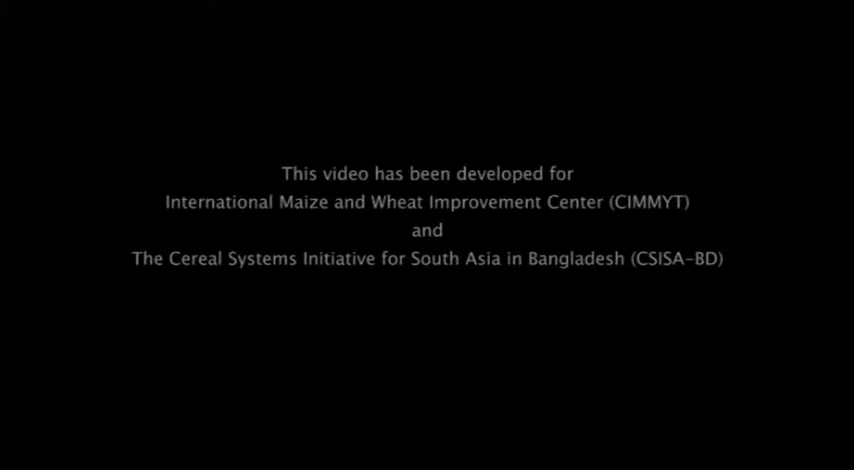 This video has been developed for
International Maize and Wheat Improvement Center (CIMMYT)
and
The Cereal Systems Initiative for South Asia in Bangladesh (CSISA-BD)